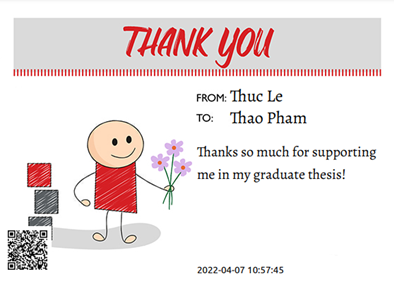 THANK YOU
FROM: Thuc Le
TO: Thao Pham
Thanks so much for supporting
me in my graduate thesis!
2022-04-07 10:57:45